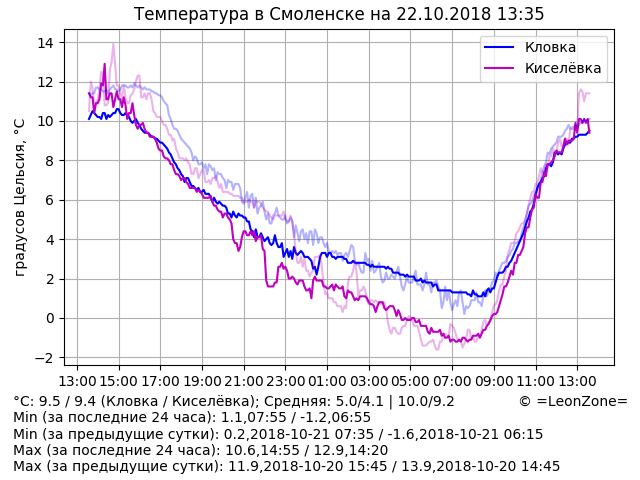 Температура в Смоленске на 22.10.2018 13:35
Кловка
Киселёвка
градусов Цельсия, °C
14
12
10
8
6
4
2
0
−2
13:00 15:00 17:00 19:00 21:00 23:00 01:00 03:00 05:00 07:00 09:00 11:00 13:00
°C: 9.5 / 9.4 (Кловка / Киселёвка); Средняя: 5.0/4.1 | 10.0/9.2 © =LeonZone=
Min (за последние 24 часа): 1.1,07:55 / -1.2,06:55
Min (за предыдущие сутки): 0.2,2018-10-21 07:35 / -1.6,2018-10-21 06:15
Max (за последние 24 часа): 10.6,14:55 / 12.9,14:20
Max (за предыдущие сутки): 11.9,2018-10-20 15:45 / 13.9,2018-10-20 14:45